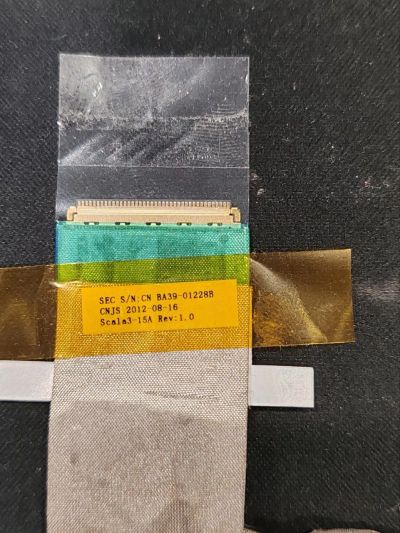 SEC S/N:CN BA39-01228B
CNJS 2012-08-16
Scala3-15A Rev:1.0